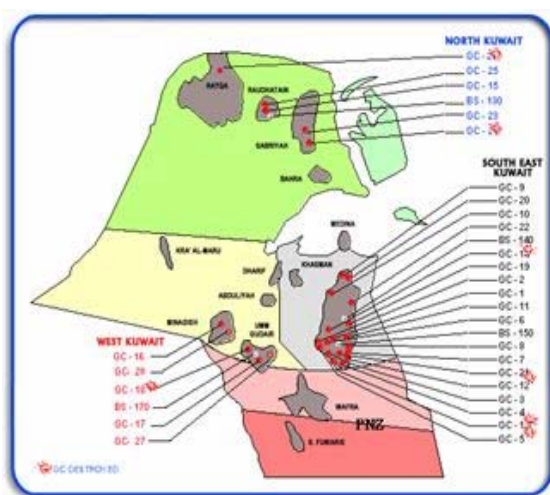 NORTH KUWAIT
GC - 25
GC - 15
BS - 130
GC - 23
RATQA
RAUDHATAIN
SABRIYAH
BAHRA
SOUTH EAST
KUWAIT
GC - 9
GC - 20
GC - 10
GC - 22
BS - 140
GC - 19
GC - 2
GC - 1
GC - 11
GC - 6
BS - 150
GC - 8
GC - 7
GC - 21
GC - 12
GC - 3
GC - 4
GC - 5
MEDINA
KRA' AL-MARU
KHASHMAN
DHARIF
ABDULIYAH
MINAGISH
UMM
GUDAIR
WEST KUWAIT
GC - 16
GC - 28
GC - 18
BS - 170
GC - 17
GC - 27
WAFRA
PNZ
S. FUWARIS
GC DESTROYED